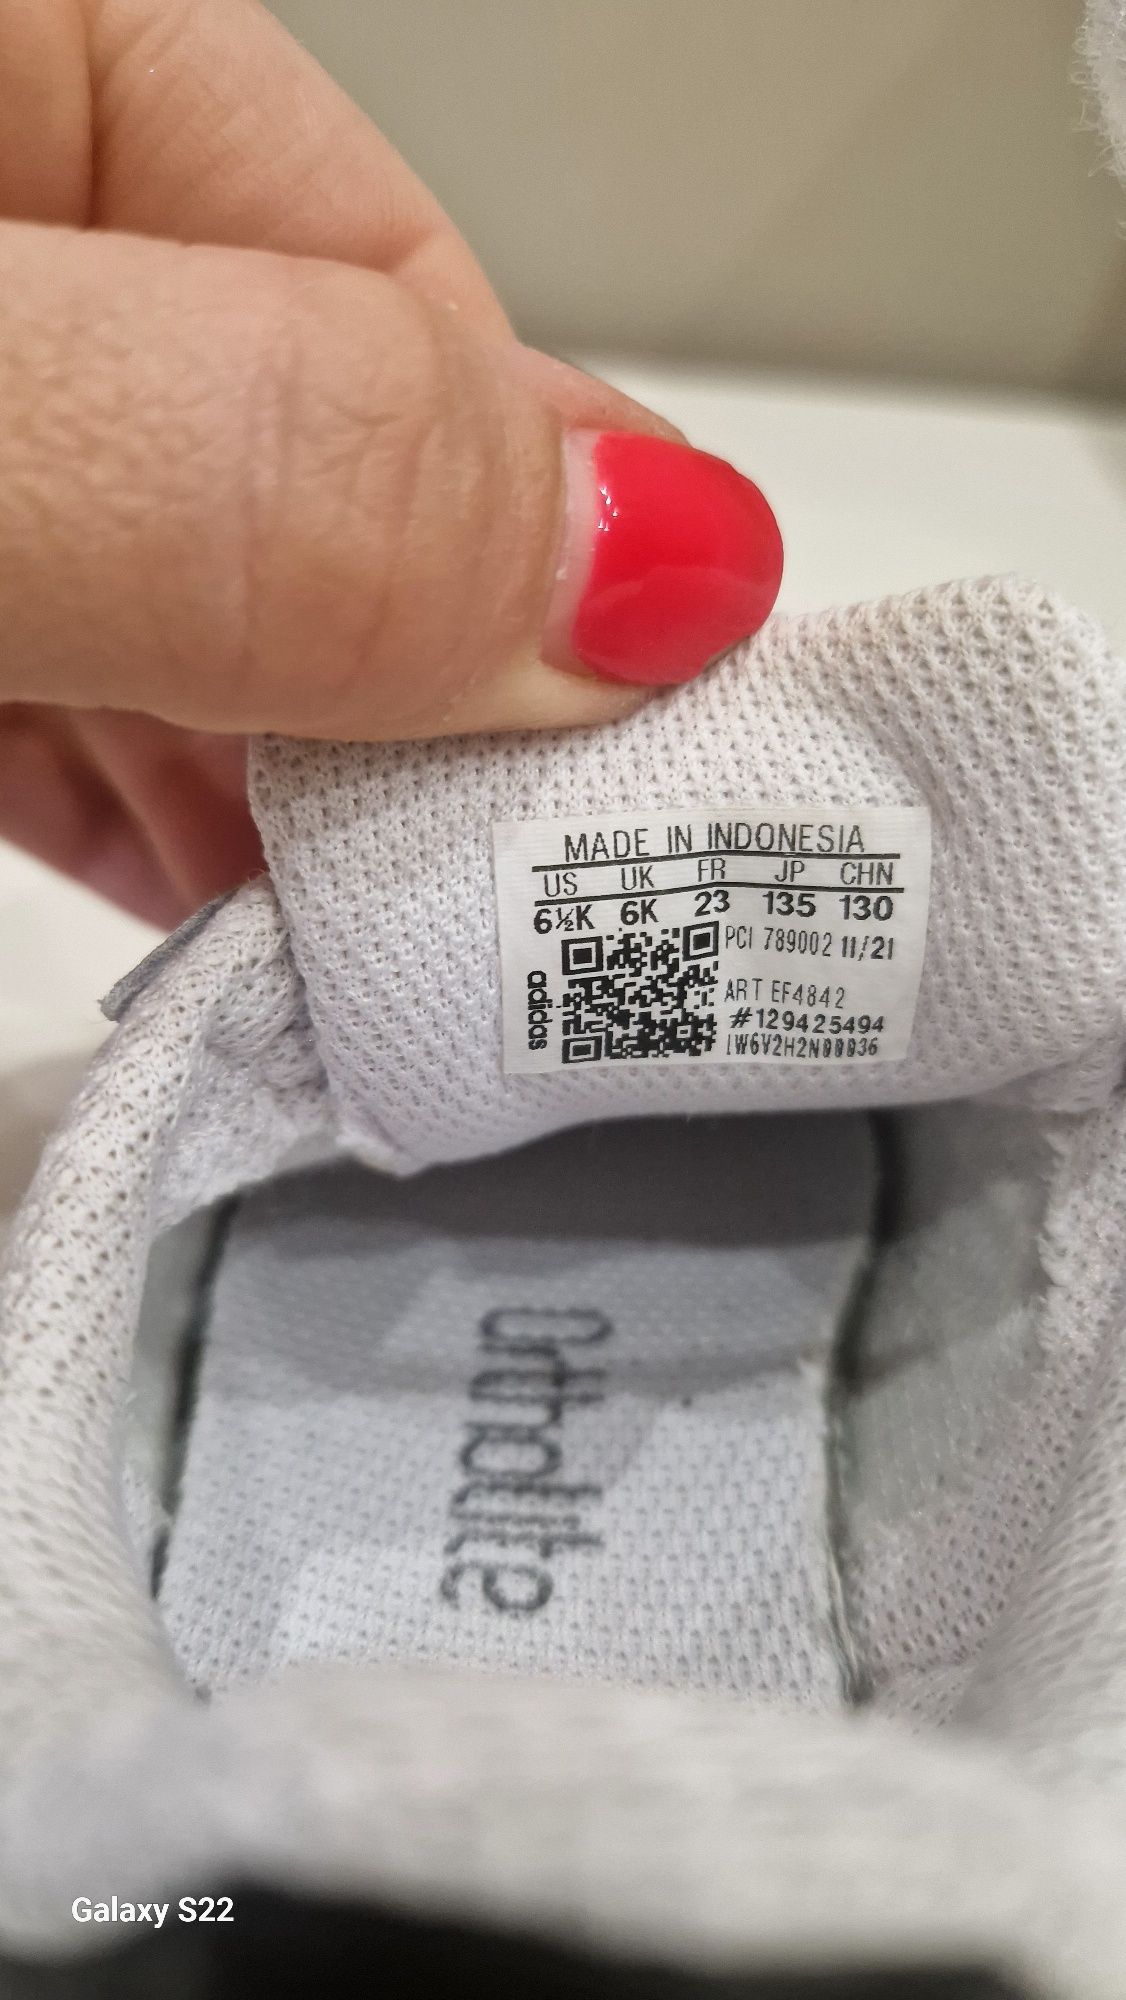 MADE IN INDONESIA
US UK FR JP CHN
6½K 6K 23 135 130
PCI 789002 11/21
adidas
ART EF4842
#129425494
Ortholite
Galaxy S22